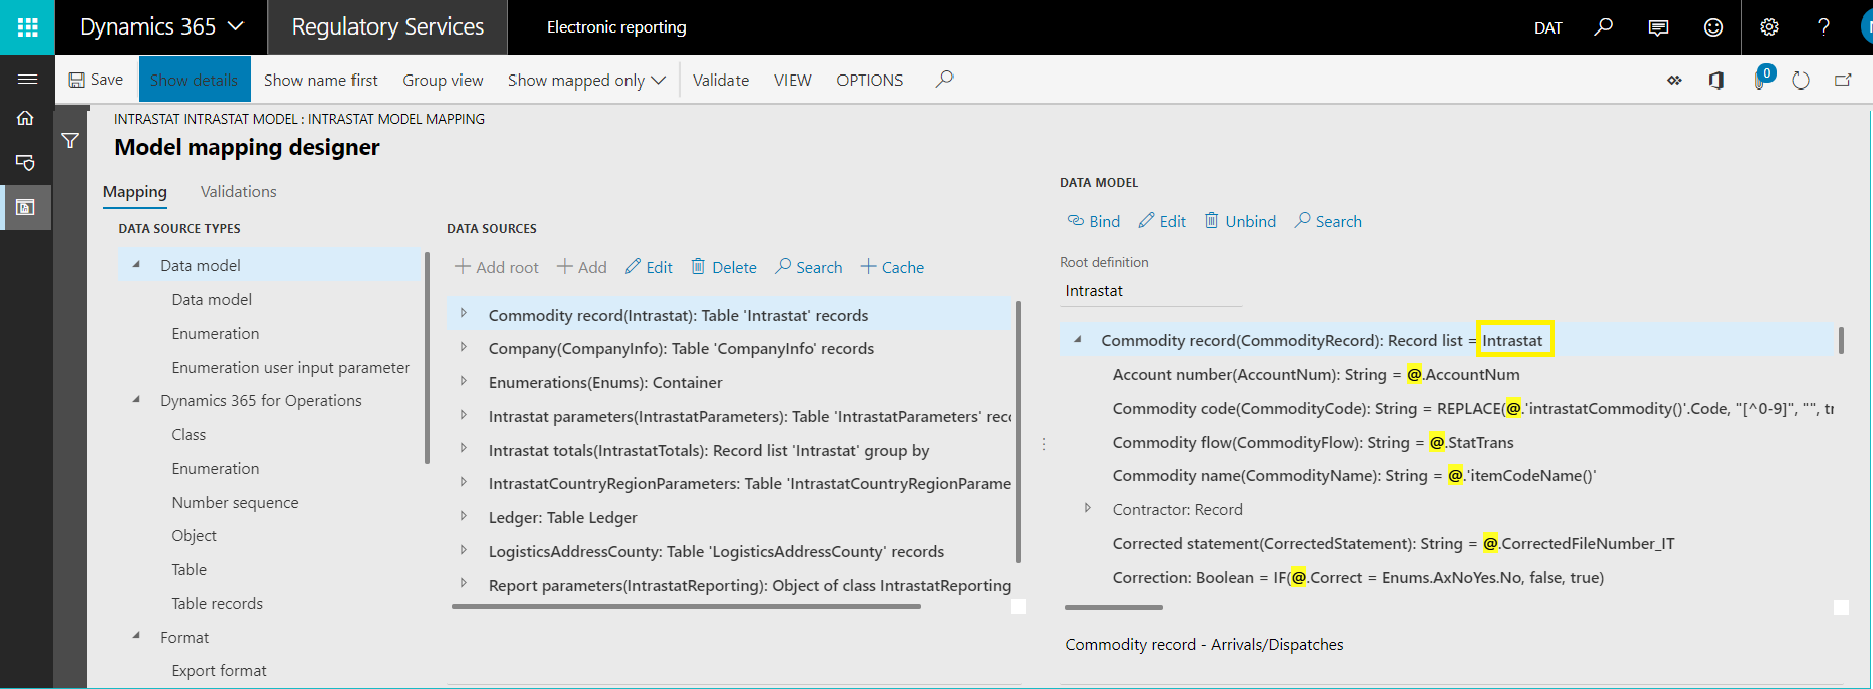 Dynamics 365
Regulatory Services
Electronic reporting
DAT
?
Save
Show details
Show name first
Group view
Show mapped only
Validate
VIEW
OPTIONS
0
INTRASTAT INTRASTAT MODEL : INTRASTAT MODEL MAPPING
Model mapping designer
Mapping
Validations
DATA SOURCE TYPES
Data model
Data model
Enumeration
Enumeration user input parameter
Dynamics 365 for Operations
Class
Enumeration
Number sequence
Object
Table
Table records
Format
Export format
DATA SOURCES
Add root
Add
Edit
Delete
Search
Cache
Commodity record(Intrastat): Table 'Intrastat' records
Company(CompanyInfo): Table 'CompanyInfo' records
Enumerations(Enums): Container
Intrastat parameters(IntrastatParameters): Table 'IntrastatParameters' rec
Intrastat totals(IntrastatTotals): Record list 'Intrastat' group by
IntrastatCountryRegionParameters: Table 'IntrastatCountryRegionParame
Ledger: Table Ledger
LogisticsAddressCounty: Table 'LogisticsAddressCounty' records
Report parameters(IntrastatReporting): Object of class IntrastatReporting
DATA MODEL
Bind
Edit
Unbind
Search
Root definition
Intrastat
Commodity record(CommodityRecord): Record list = Intrastat
Account number(AccountNum): String = @.AccountNum
Commodity code(CommodityCode): String = REPLACE(@.'intrastatCommodity()'.Code, "[^0-9]", "", tr
Commodity flow(CommodityFlow): String = @.StatTrans
Commodity name(CommodityName): String = @.'itemCodeName()'
Contractor: Record
Corrected statement(CorrectedStatement): String = @.CorrectedFileNumber_IT
Correction: Boolean = IF(@.Correct = Enums.AxNoYes.No, false, true)
Commodity record - Arrivals/Dispatches